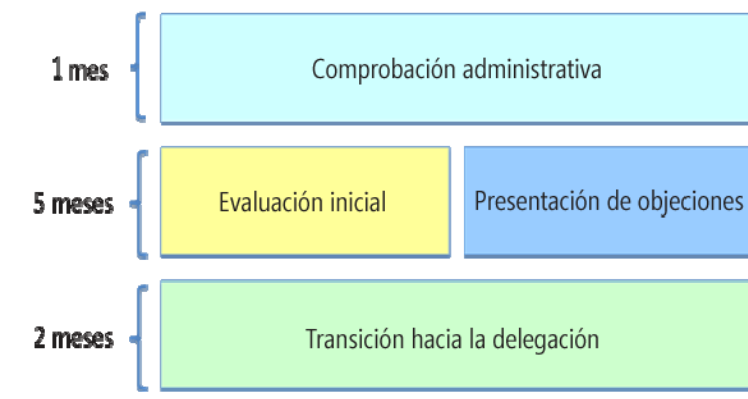 1 mes
Comprobación administrativa
5 meses
Evaluación inicial
Presentación de objeciones
2 meses
Transición hacia la delegación